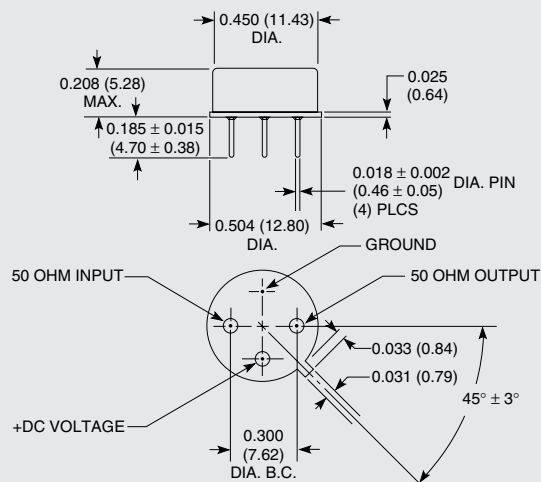 0.450 (11.43)
DIA.
0.208 (5.28)
MAX.
0.025
(0.64)
0.185 ± 0.015
(4.70 ± 0.38)
0.018 ± 0.002
(0.46 ± 0.05)
(4) PLCS
DIA. PIN
0.504 (12.80)
DIA.
GROUND
50 OHM INPUT
50 OHM OUTPUT
0.033 (0.84)
0.031 (0.79)
45° ± 3°
+DC VOLTAGE
0.300
(7.62)
DIA. B.C.